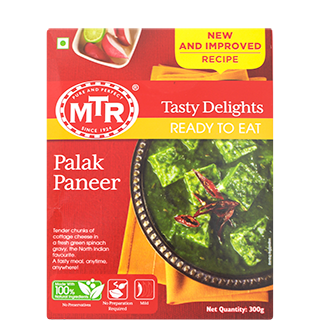 NEW
AND IMPROVED
RECIPE
PURE AND PERFECT
MTR
SINCE 1924
Tasty Delights
READY TO EAT
Palak
Paneer
Tender chunks of
cottage cheese in
a fresh green spinach
gravy, the North Indian
favourite.
A tasty meal, anytime,
anywhere!
100%
No Preservatives
No Preparation
Required
Mild
Net Quantity: 300g